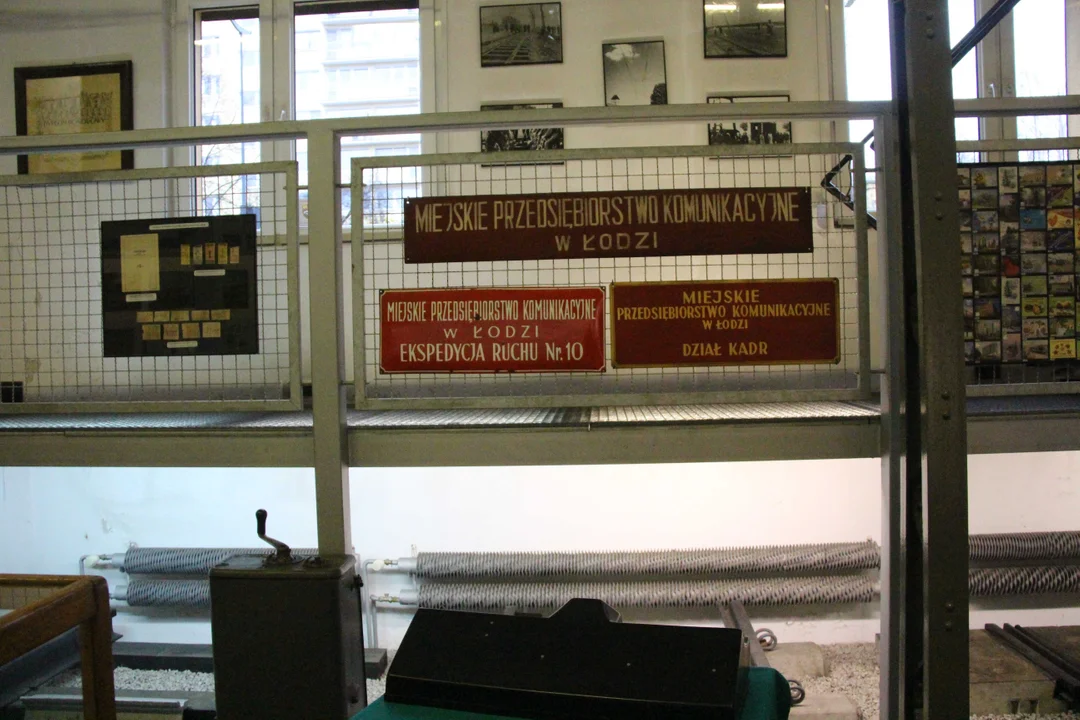 MIEJSKIE PRZEDSIĘBIORSTWO KOMUNIKACYJNE
W ŁODZI
MIEJSKIE PRZEDSIĘBIORSTWO KOMUNIKACYJNE
W ŁODZI
EKSPEDYCJA RUCHU Nr. 10
MIEJSKIE
PRZEDSIĘBIORSTWO KOMUNIKACYJNE
W ŁODZI
DZIAŁ KADR